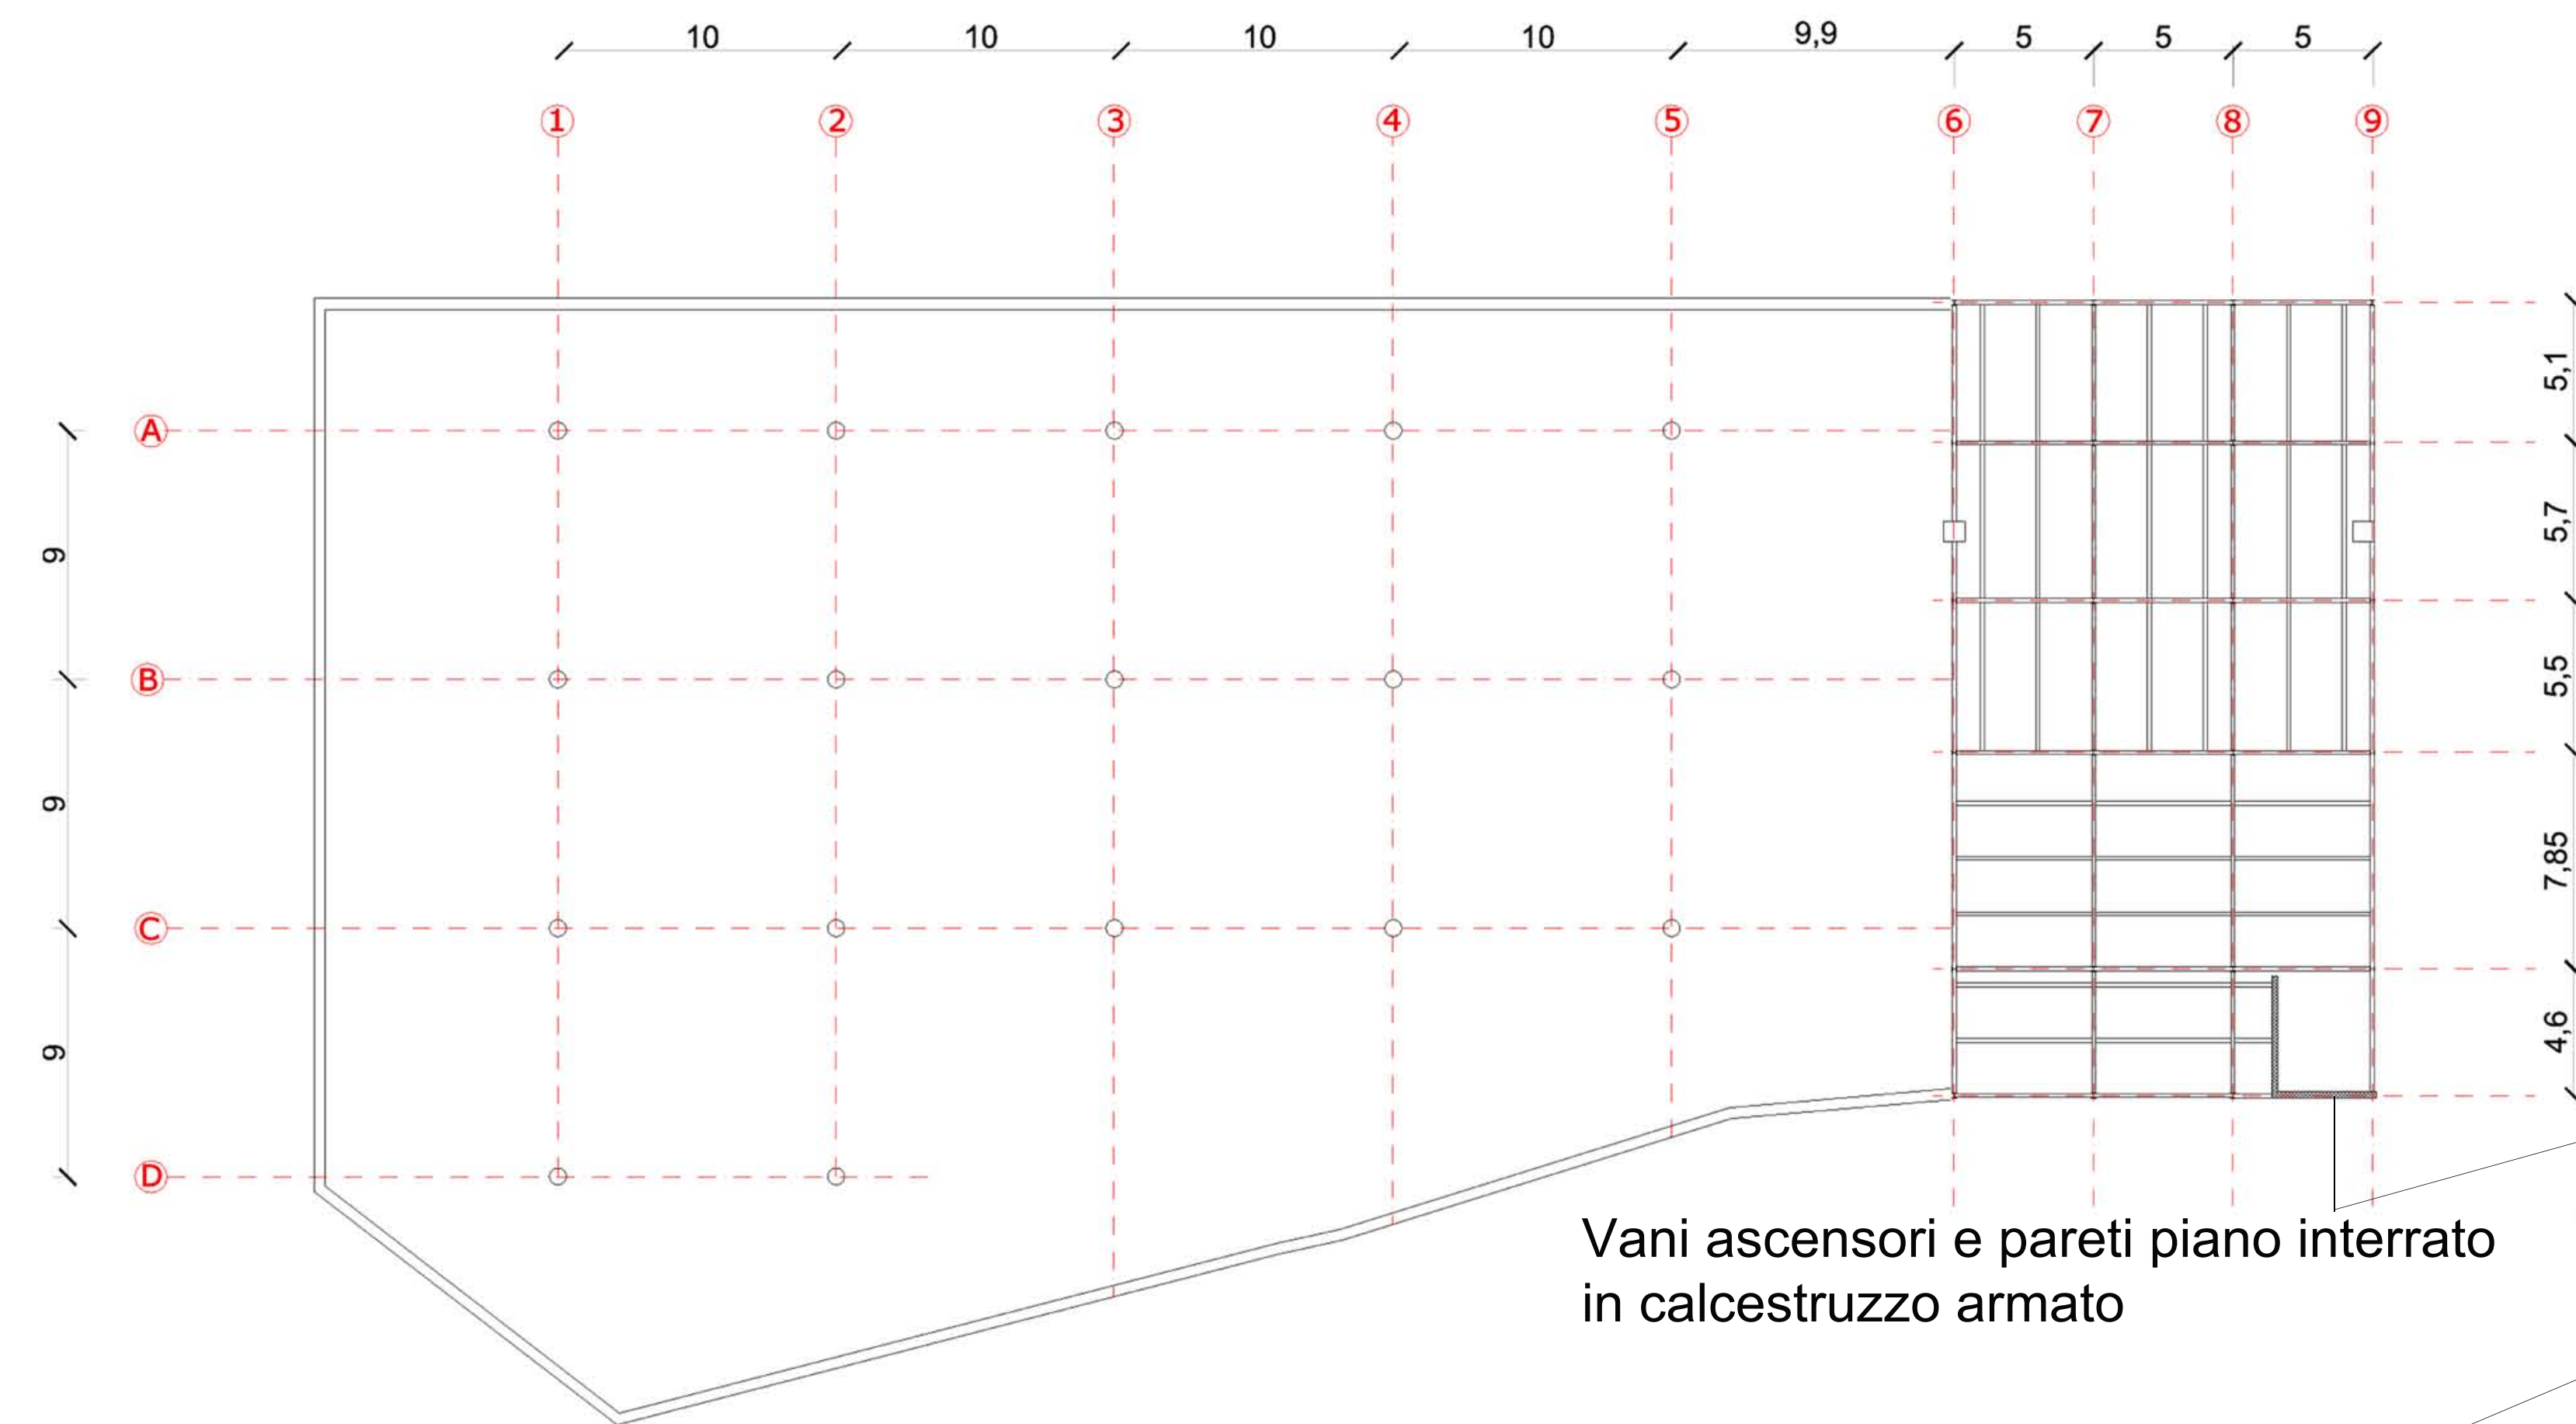 10 10 10 10 9,9 5 5 5
1 2 3 4 5 6 7 8 9
5,1
A
5,7
9
5,5
B
9
7,85
C
4,6
9
D
Vani ascensori e pareti piano interrato
in calcestruzzo armato